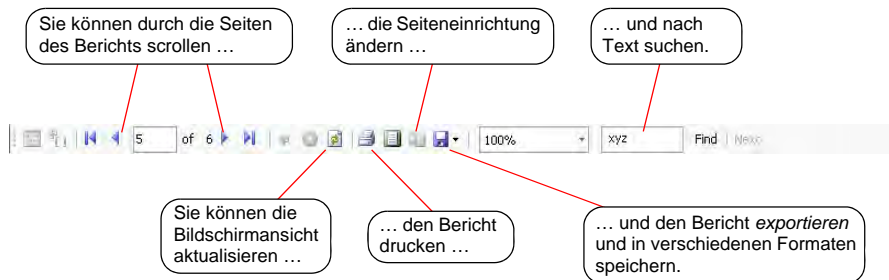 Sie können durch die Seiten
des Berichts scrollen …
… die Seiteneinrichtung
ändern …
… und nach
Text suchen.
5 of 6 100% xyz Find Next
Sie können die
Bildschirmansicht
aktualisieren …
… den Bericht
drucken …
… und den Bericht exportieren
und in verschiedenen Formaten
speichern.